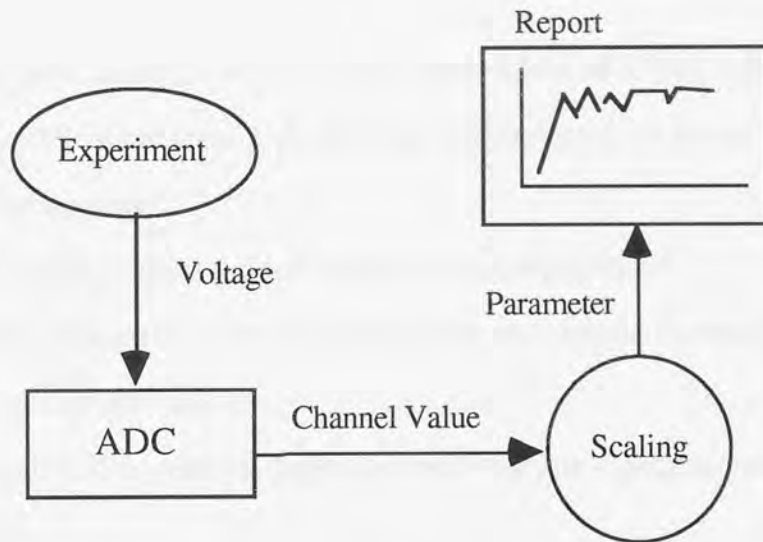 Report
Experiment
Voltage
Parameter
ADC
Channel Value
Scaling